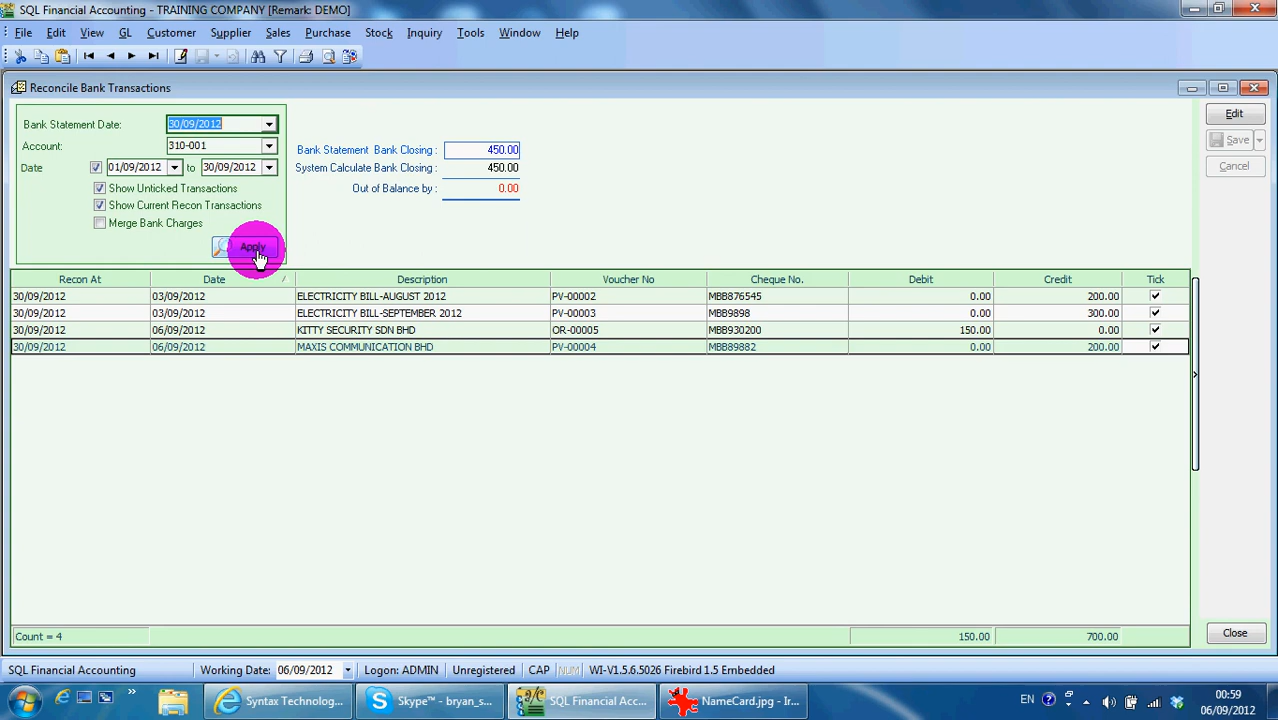 SQL Financial Accounting - TRAINING COMPANY [Remark: DEMO]
File Edit View GL Customer Supplier Sales Purchase Stock Inquiry Tools Window Help
Reconcile Bank Transactions
Bank Statement Date: 30/09/2012
Account: 310-001
Date 01/09/2012 to 30/09/2012
Show Unticked Transactions
Show Current Recon Transactions
Merge Bank Charges
Apply
Bank Statement Bank Closing : 450.00
System Calculate Bank Closing : 450.00
Out of Balance by : 0.00
Edit
Save
Cancel
Recon At Date Description Voucher No Cheque No. Debit Credit Tick
30/09/2012 03/09/2012 ELECTRICITY BILL-AUGUST 2012 PV-00002 MBB876545 0.00 200.00
30/09/2012 03/09/2012 ELECTRICITY BILL-SEPTEMBER 2012 PV-00003 MBB9898 0.00 300.00
30/09/2012 06/09/2012 KITTY SECURITY SDN BHD OR-00005 MBB930200 150.00 0.00
30/09/2012 06/09/2012 MAXIS COMMUNICATION BHD PV-00004 MBB89882 0.00 200.00
Count = 4 150.00 700.00
Close
SQL Financial Accounting Working Date: 06/09/2012 Logon: ADMIN Unregistered CAP NUM WI-V1.5.6.5026 Firebird 1.5 Embedded
Syntax Technolog... Skype™ - bryan_s... SQL Financial Acc... NameCard.jpg - Ir... EN 00:59
06/09/2012